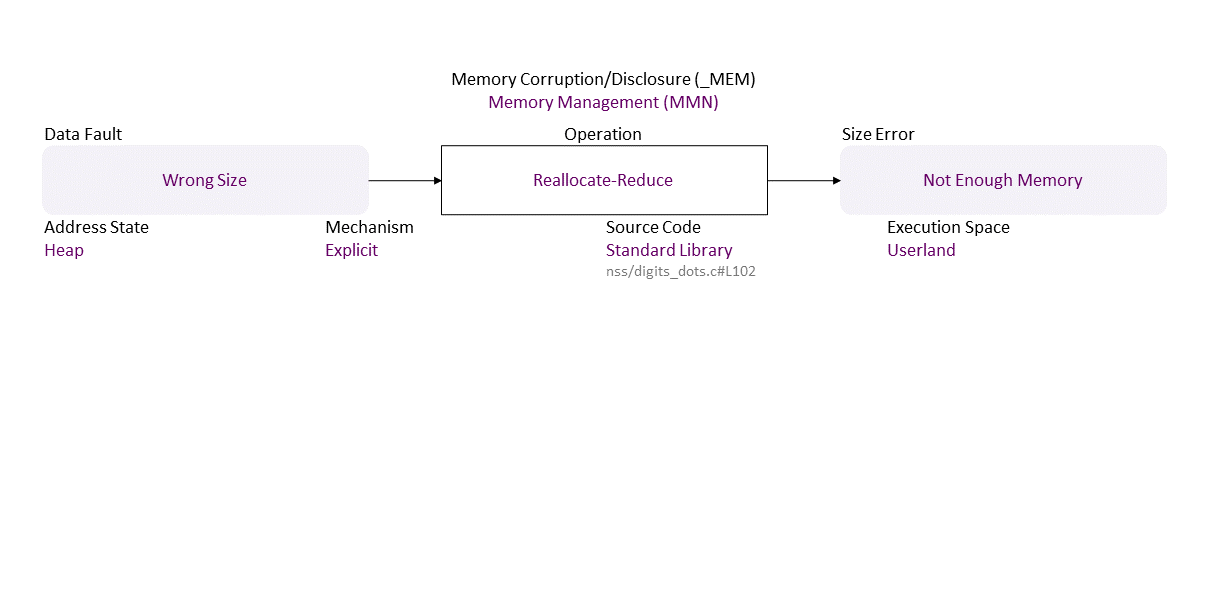 Memory Corruption/Disclosure (_MEM)
Memory Management (MMN)
Data Fault
Operation
Size Error
Wrong Size
Reallocate-Reduce
Not Enough Memory
Address State
Mechanism
Source Code
Execution Space
Heap
Explicit
Standard Library
Userland
nss/digits_dots.c#L102